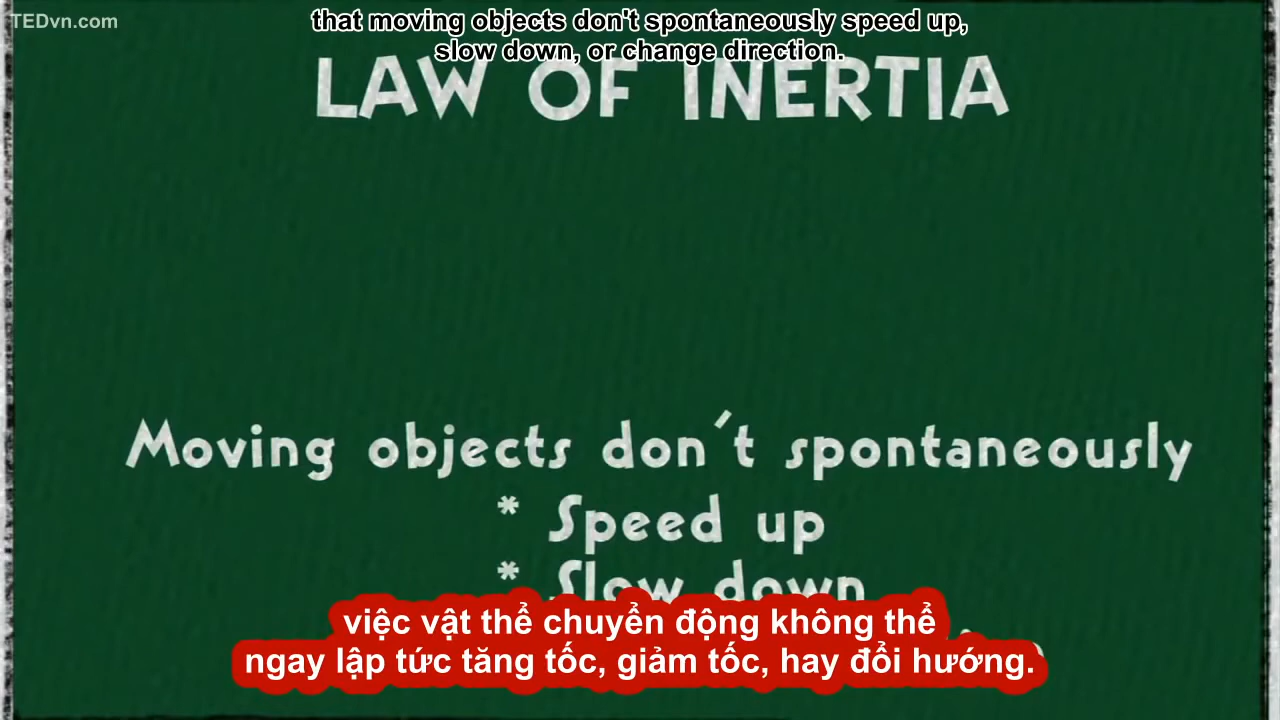 TEDvn.com
that moving objects don't spontaneously speed up,
slow down, or change direction.
LAW OF INERTIA
Moving objects don't spontaneously
* Speed up
* Slow down
việc vật thể chuyển động không thể
ngay lập tức tăng tốc, giảm tốc, hay đổi hướng.